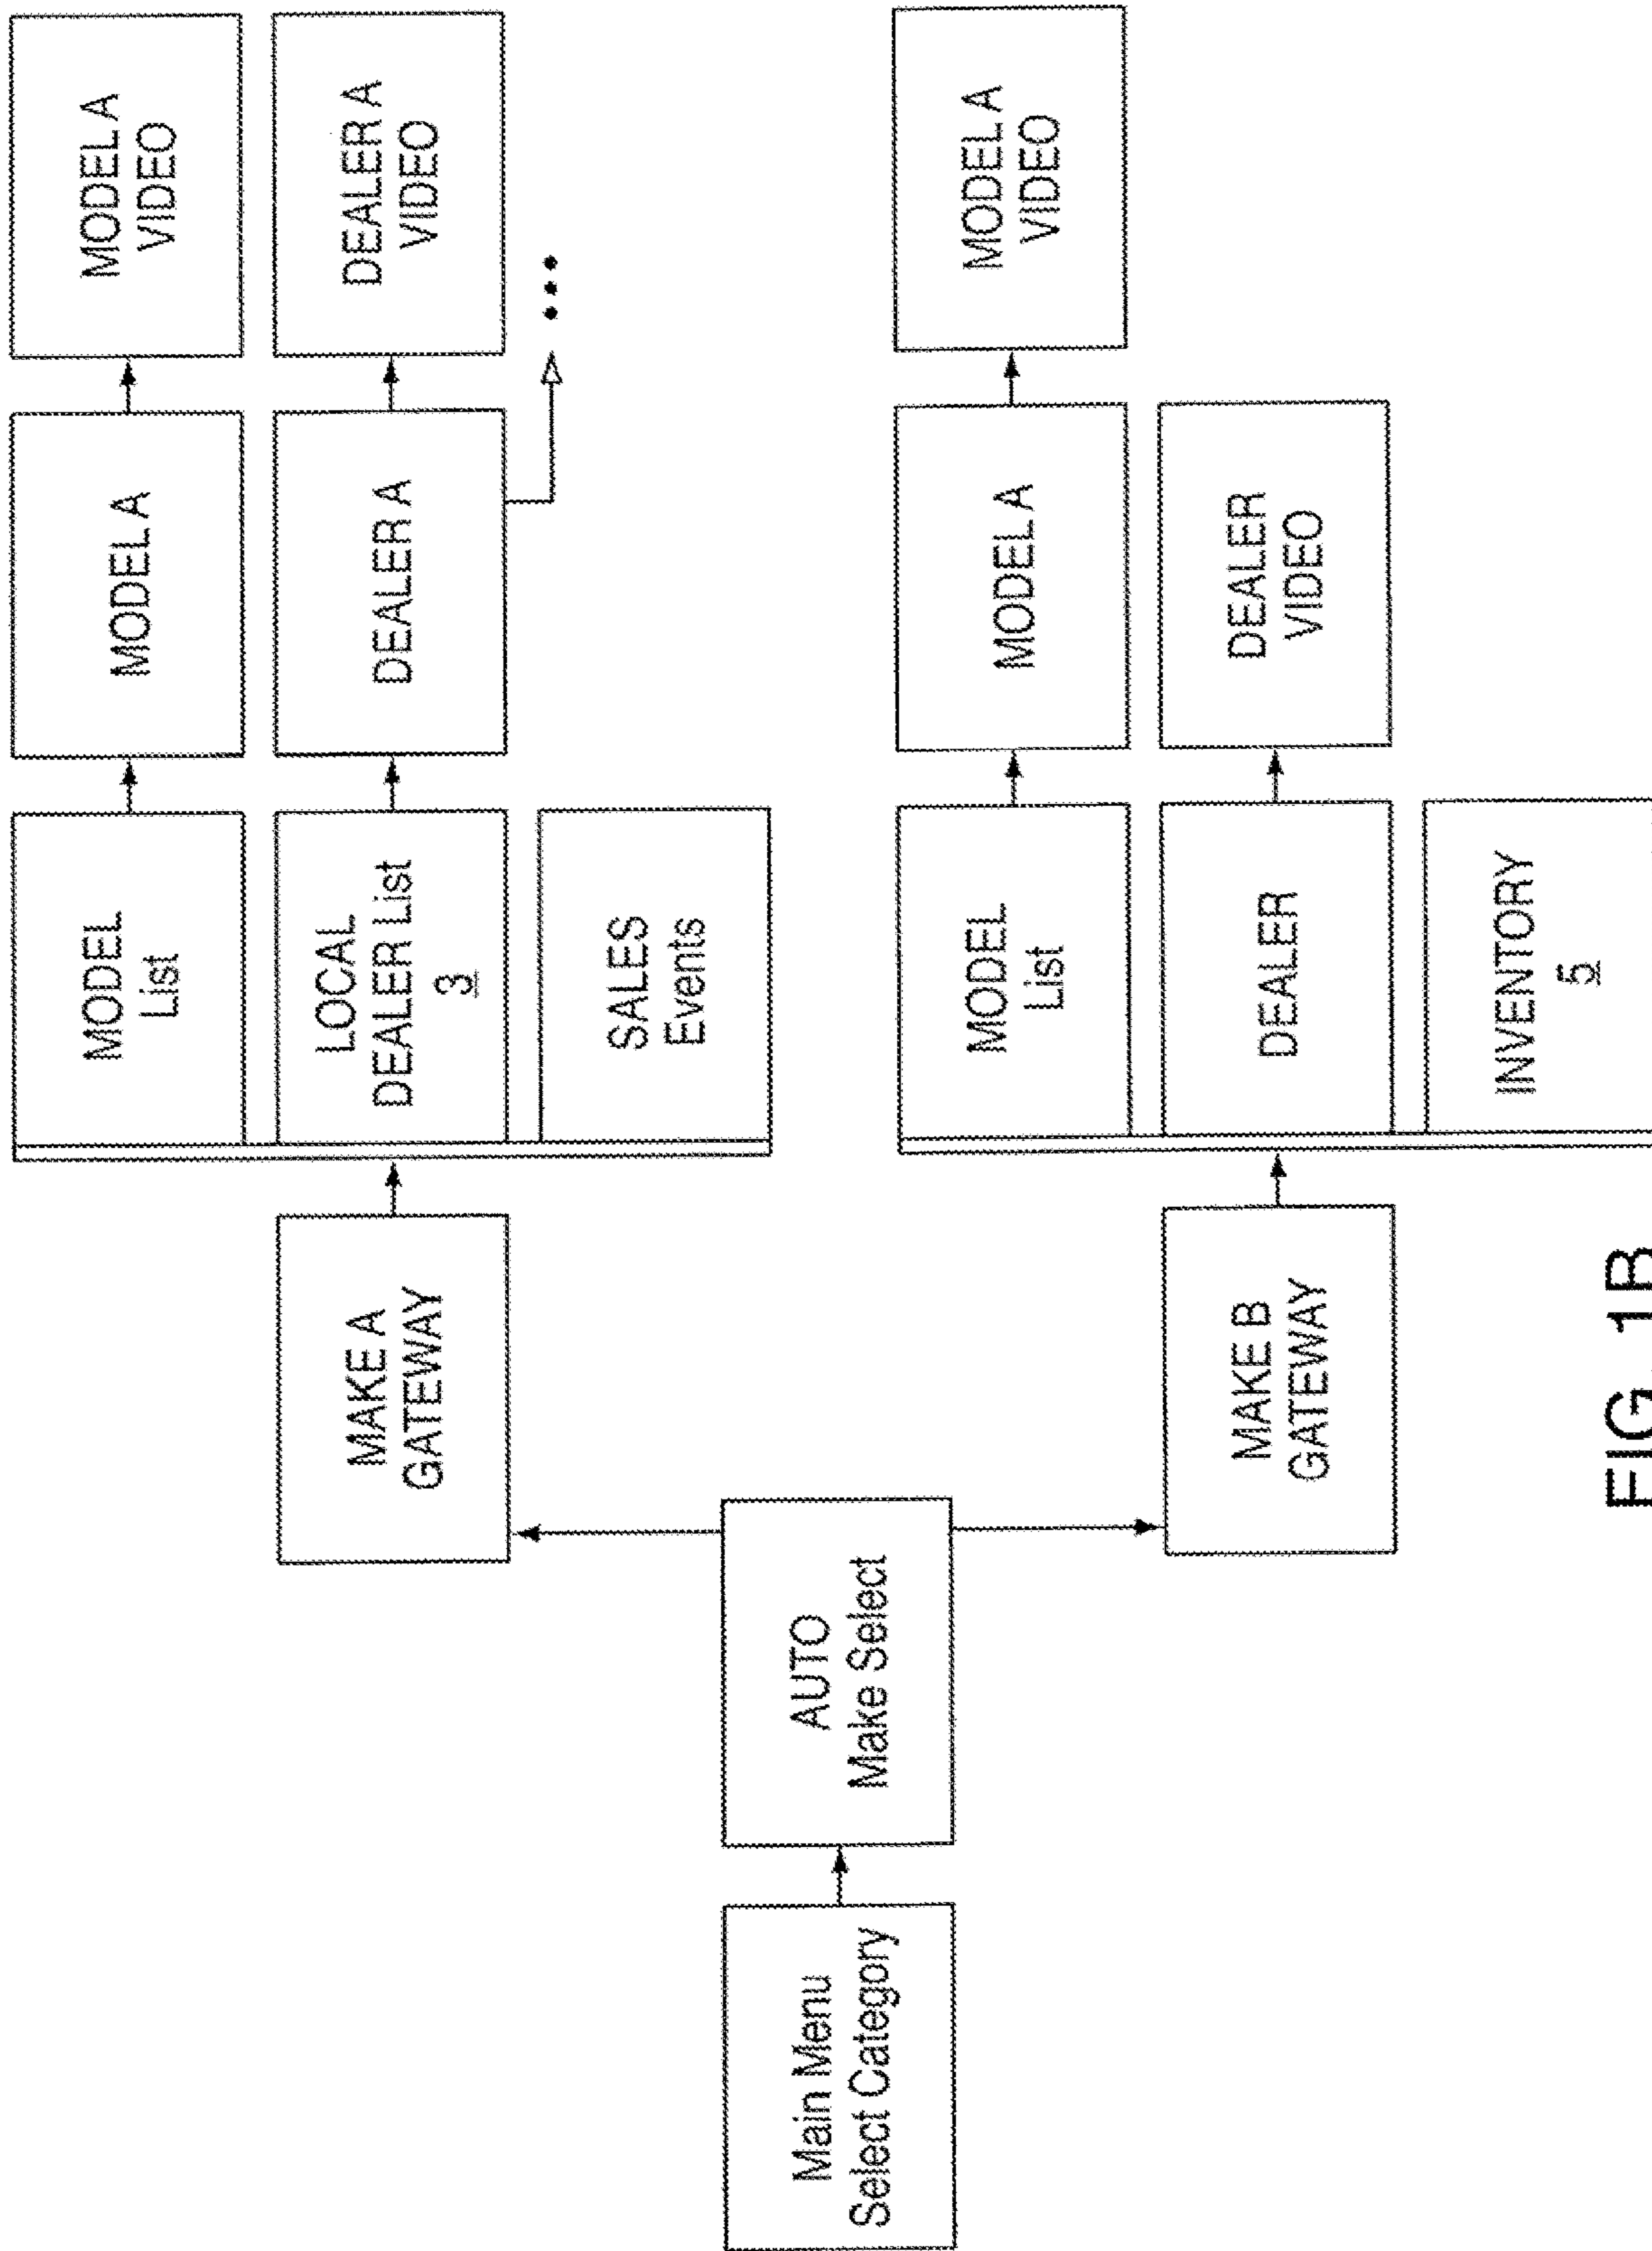 MODEL A
VIDEO
DEALER A
VIDEO
MODEL A
VIDEO
MODEL A
DEALER A
MODEL A
DEALER
VIDEO
MODEL
List
LOCAL
DEALER List
3
SALES
Events
MODEL
List
DEALER
INVENTORY
5
MAKE A
GATEWAY
MAKE B
GATEWAY
AUTO
Make Select
Main Menu
Select Category
FIG. 1B